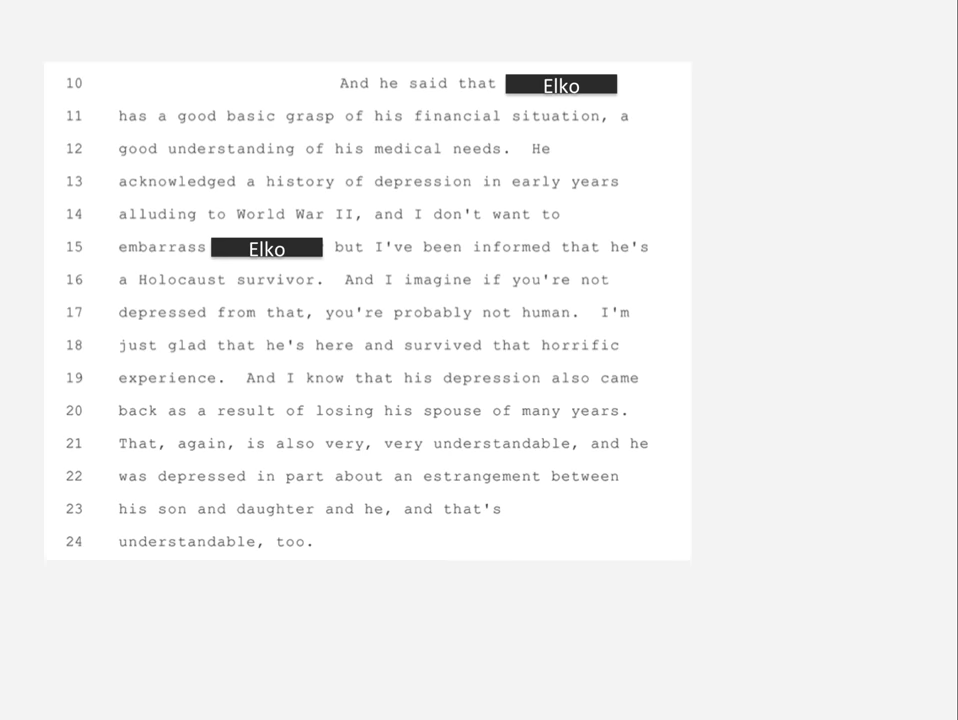 10 And he said that Elko
11 has a good basic grasp of his financial situation, a
12 good understanding of his medical needs. He
13 acknowledged a history of depression in early years
14 alluding to World War II, and I don't want to
15 embarrass Elko but I've been informed that he's
16 a Holocaust survivor. And I imagine if you're not
17 depressed from that, you're probably not human. I'm
18 just glad that he's here and survived that horrific
19 experience. And I know that his depression also came
20 back as a result of losing his spouse of many years.
21 That, again, is also very, very understandable, and he
22 was depressed in part about an estrangement between
23 his son and daughter and he, and that's
24 understandable, too.